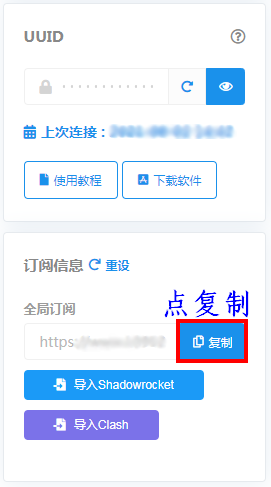 UUID
上次连接 :
使用教程 下载软件
订阅信息 重设
点复制
全局订阅
https: 复制
导入Shadowrocket
导入Clash